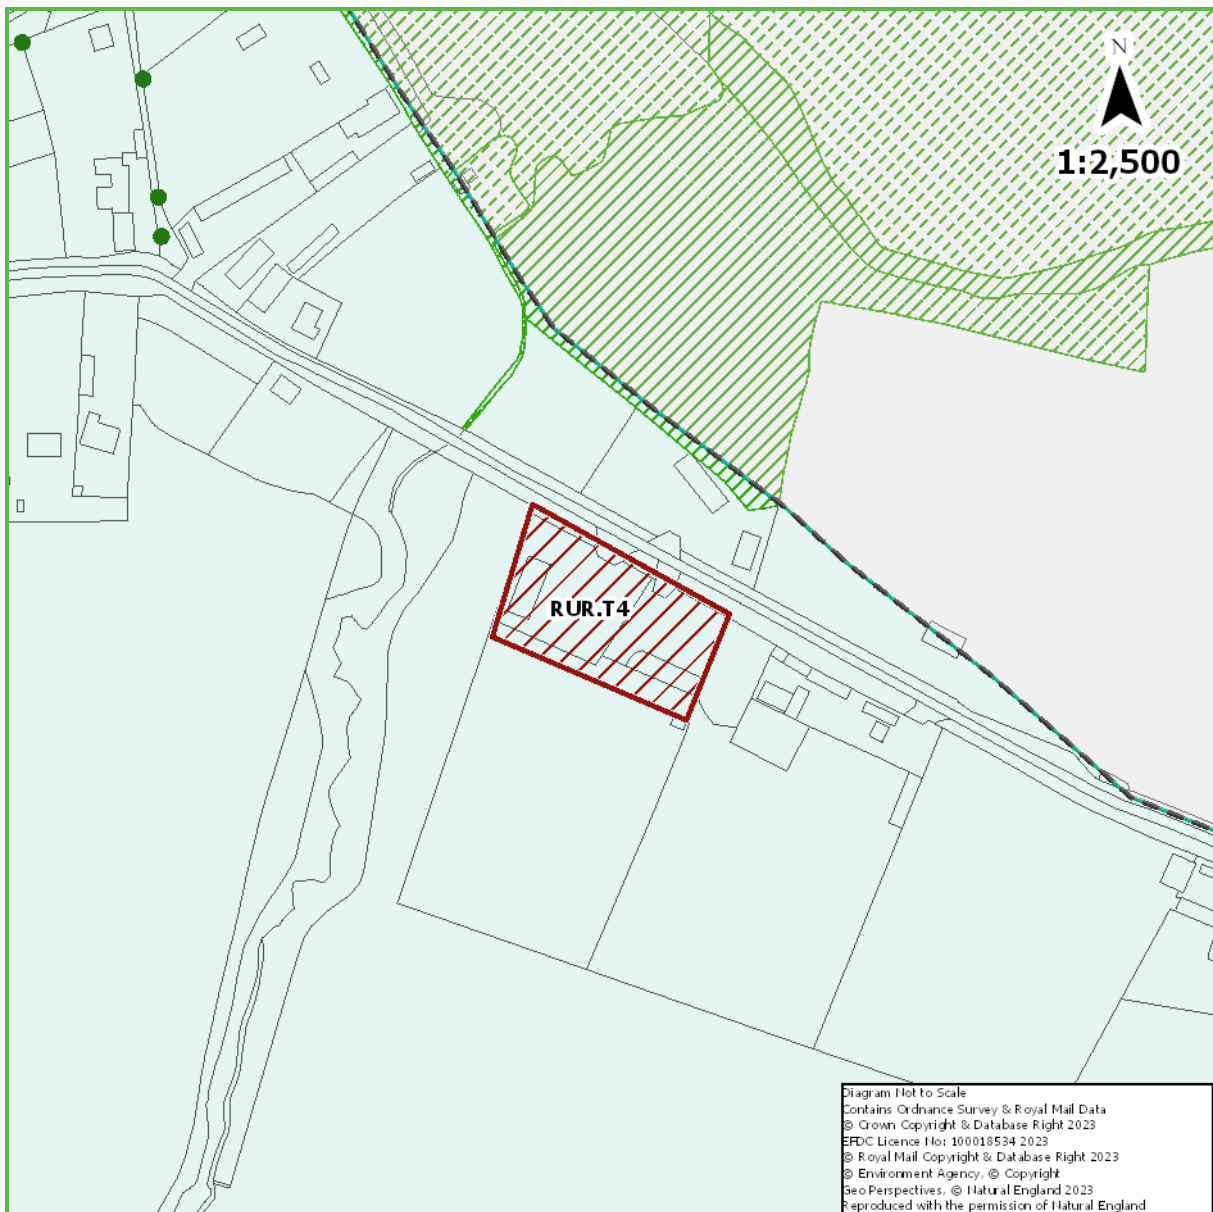 N
1:2,500
RUR.T4
Diagram Not to Scale
Contains Ordnance Survey & Royal Mail Data
© Crown Copyright & Database Right 2023
EFDC Licence No: 100018534 2023
© Royal Mail Copyright & Database Right 2023
© Environment Agency, © Copyright
Geo Perspectives, © Natural England 2023
Reproduced with the permission of Natural England